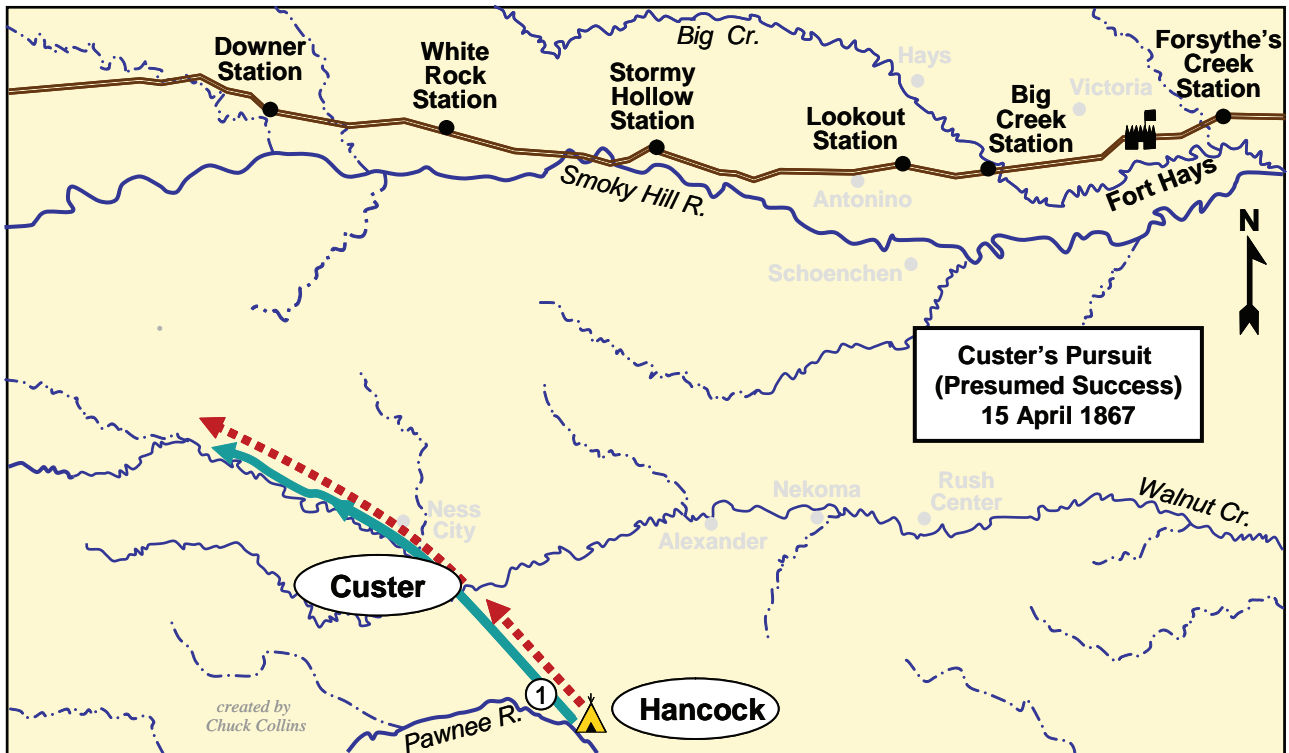 Big Cr.
Downer
Station
White
Rock
Station
Stormy
Hollow
Station
Hays
Lookout
Station
Big
Creek
Station
Victoria
Forsythe's
Creek
Station
Smoky Hill R.
Antonino
Fort Hays
Schoenchen
N
Custer's Pursuit
(Presumed Success)
15 April 1867
Ness
City
Alexander
Nekoma
Rush
Center
Walnut Cr.
Custer
1
Hancock
Pawnee R.
created by
Chuck Collins